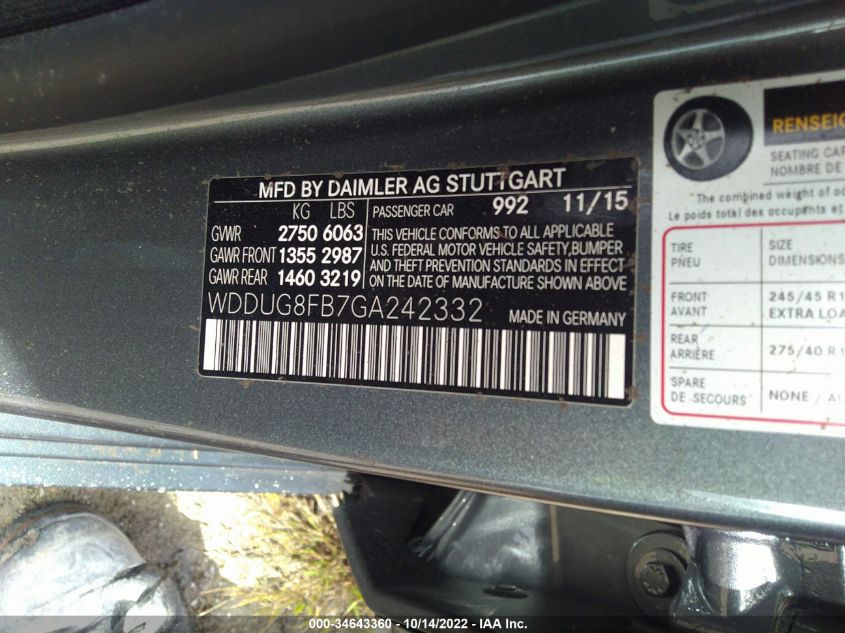 MFD BY DAIMLER AG STUTTGART
KG LBS
GVWR 2750 6063
GAWR FRONT 1355 2987
GAWR REAR 1460 3219
PASSENGER CAR 992 11/15
THIS VEHICLE CONFORMS TO ALL APPLICABLE
U.S. FEDERAL MOTOR VEHICLE SAFETY, BUMPER
AND THEFT PREVENTION STANDARDS IN EFFECT
ON THE DATE OF MANUFACTURE SHOWN ABOVE
WDDUG8FB7GA242332 MADE IN GERMANY
SEATING
NOMBRE DE
The combined weight of
Le poids total des occupants et
TIRE SIZE
PNEU DIMENSIONS
FRONT 245/45
AVANT EXTRA
REAR 275/40
ARRIÈRE
SPARE NONE /
DE SECOURS
000-34643360 - 10/14/2022 - IAA Inc.